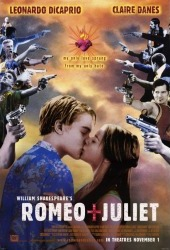 LEONARDO DiCAPRIO CLAIRE DANES
my only love sprung
from my only hate
WILLIAM SHAKESPEARE'S
ROMEO + JULIET
IN THEATRES NOVEMBER 1